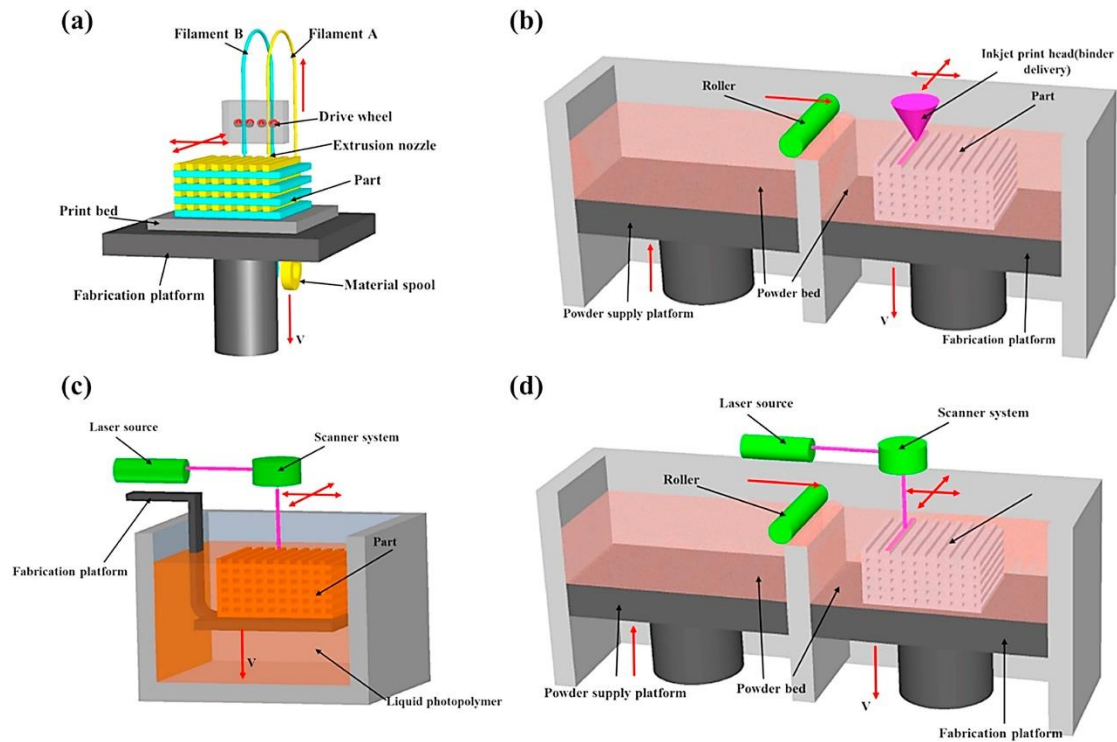 (a)
Filament B
Filament A
Drive wheel
Extrusion nozzle
Part
Print bed
Fabrication platform
Material spool
V
(b)
Inkjet print head(binder
delivery)
Roller
Part
Powder bed
Powder supply platform
V
Fabrication platform
(c)
Laser source
Scanner system
Part
Fabrication platform
V
Liquid photopolymer
(d)
Laser source
Scanner system
Roller
Powder bed
Powder supply platform
V
Fabrication platform